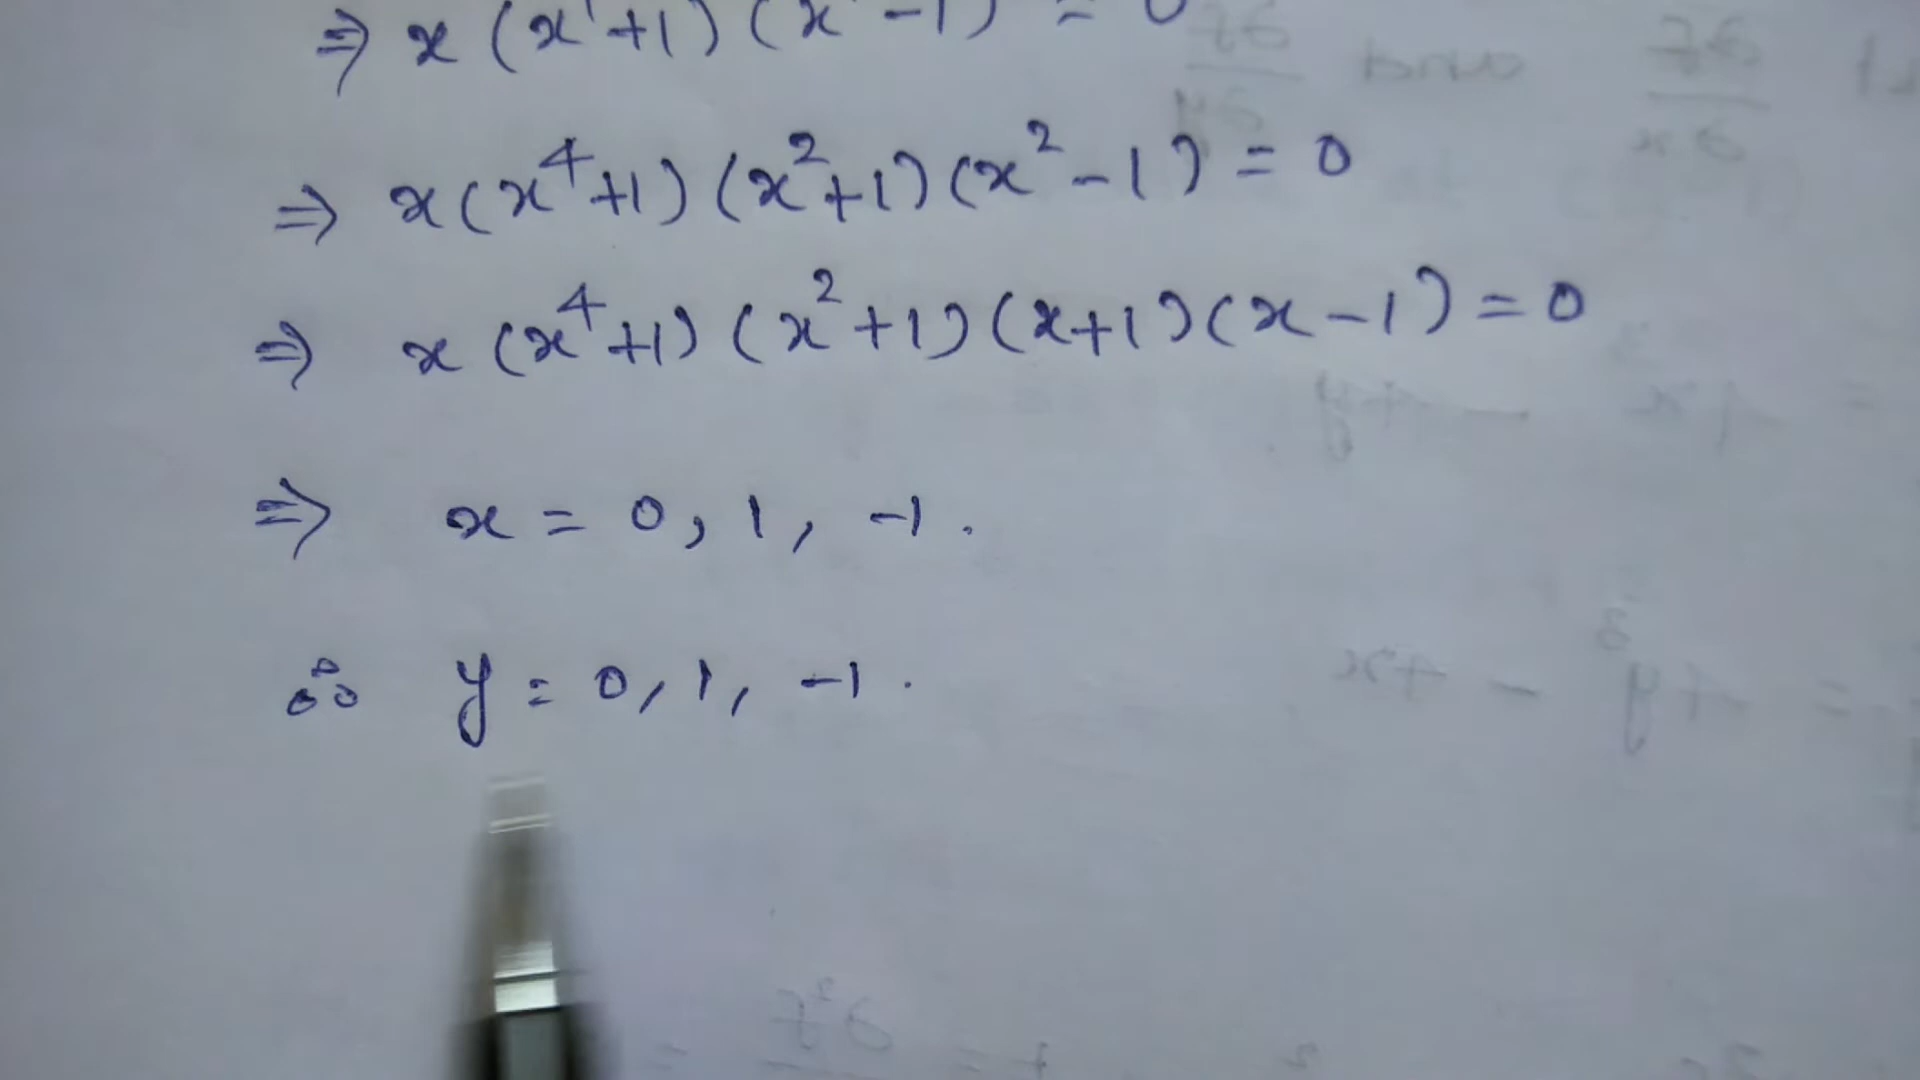 ⇒ x(x⁴+1)(x²+1)(x²-1) = 0
⇒ x(x⁴+1)(x²+1)(x+1)(x-1) = 0
⇒ x = 0, 1, -1.
∴ y = 0, 1, -1.